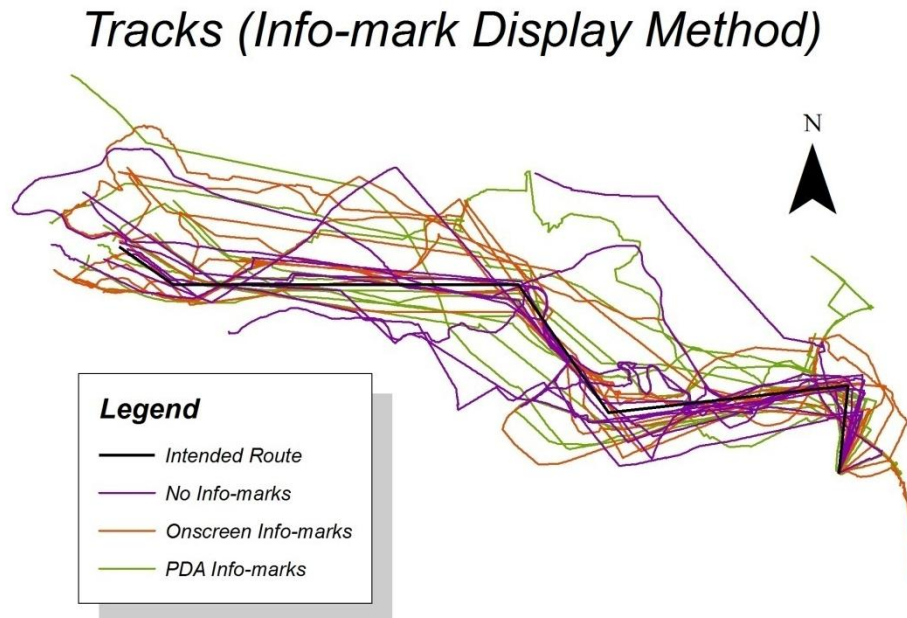 Tracks (Info-mark Display Method)
N
Legend
Intended Route
No Info-marks
Onscreen Info-marks
PDA Info-marks